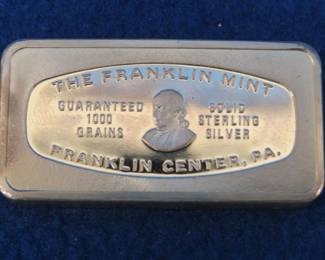 THE FRANKLIN MINT
GUARANTEED
1000
GRAINS
SOLID
STERLING
SILVER
FRANKLIN CENTER, PA.